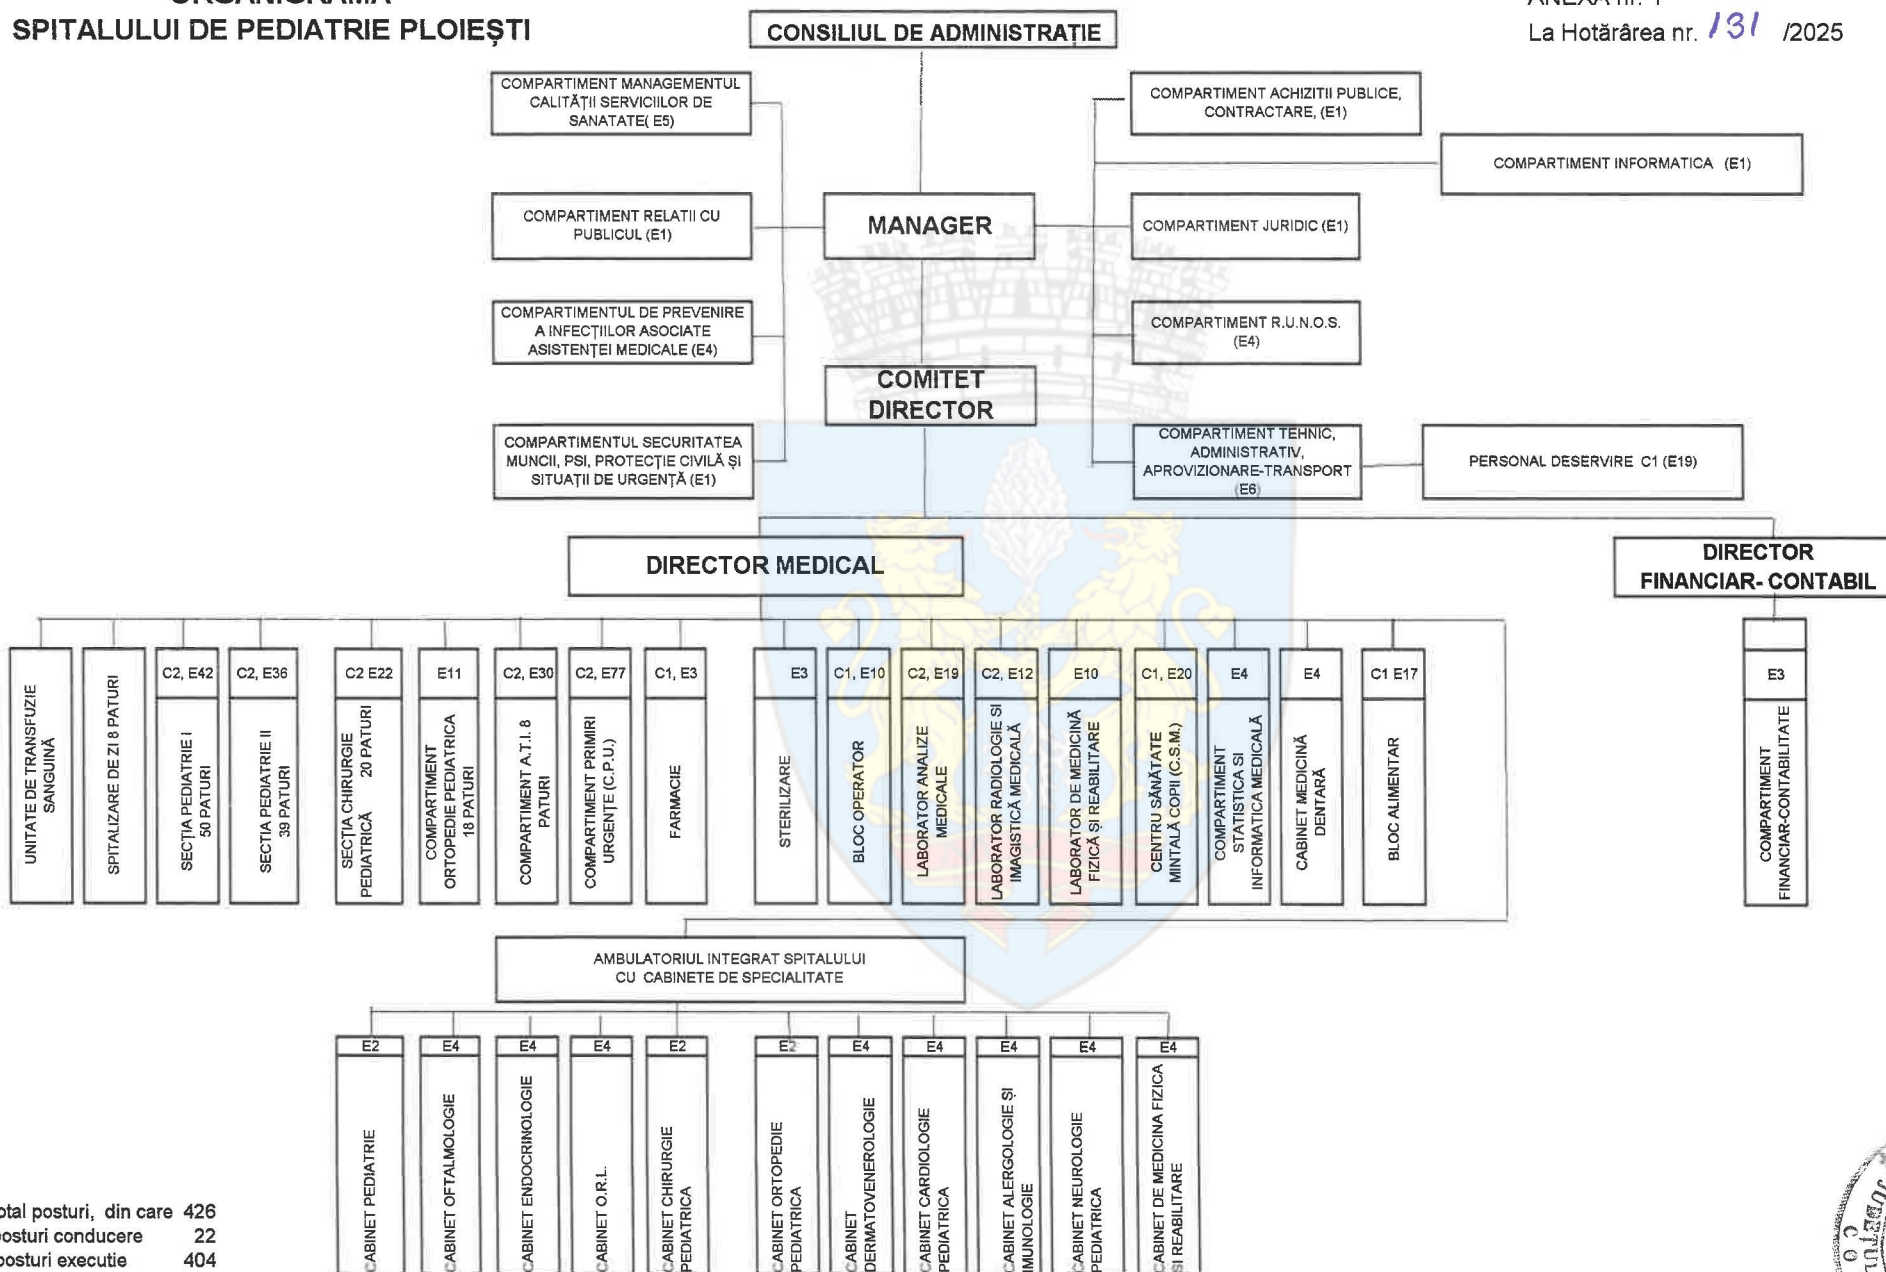 ORGANIGRAMA
SPITALULUI DE PEDIATRIE PLOIEȘTI
ANEXA nr. 1
La Hotărârea nr. 131 /2025
CONSILIUL DE ADMINISTRAȚIE
COMPARTIMENT MANAGEMENTUL
CALITĂȚII SERVICIILOR DE
SANATATE( E5)
COMPARTIMENT ACHIZITII PUBLICE,
CONTRACTARE, (E1)
COMPARTIMENT INFORMATICA (E1)
COMPARTIMENT RELATII CU
PUBLICUL (E1)
MANAGER
COMPARTIMENT JURIDIC (E1)
COMPARTIMENTUL DE PREVENIRE
A INFECȚIILOR ASOCIATE
ASISTENȚEI MEDICALE (E4)
COMPARTIMENT R.U.N.O.S.
(E4)
COMITET
DIRECTOR
COMPARTIMENTUL SECURITATEA
MUNCII, PSI, PROTECȚIE CIVILĂ ȘI
SITUAȚII DE URGENȚĂ (E1)
COMPARTIMENT TEHNIC,
ADMINISTRATIV,
APROVIZIONARE-TRANSPORT
(E6)
PERSONAL DESERVIRE C1 (E19)
DIRECTOR MEDICAL
DIRECTOR
FINANCIAR- CONTABIL
UNITATE DE TRANSFUZIE
SANGUINĂ
SPITALIZARE DE ZI 8 PATURI
C2, E42
SECȚIA PEDIATRIE I
50 PATURI
C2, E36
SECTIA PEDIATRIE II
39 PATURI
C2 E22
SECȚIA CHIRURGIE
PEDIATRICĂ 20 PATURI
E11
COMPARTIMENT
ORTOPEDIE PEDIATRICA
18 PATURI
C2, E30
COMPARTIMENT A.T.I. 8
PATURI
C2, E77
COMPARTIMENT PRIMIRI
URGENȚE (C.P.U.)
C1, E3
FARMACIE
E3
STERILIZARE
C1, E10
BLOC OPERATOR
C2, E19
LABORATOR ANALIZE
MEDICALE
C2, E12
LABORATOR RADIOLOGIE SI
IMAGISTICĂ MEDICALĂ
E10
LABORATOR DE MEDICINĂ
FIZICĂ ȘI REABILITARE
C1, E20
CENTRU SĂNĂTATE
MINTALĂ COPII (C.S.M.)
E4
COMPARTIMENT
STATISTICA SI
INFORMATICA MEDICALĂ
E4
CABINET MEDICINĂ
DENTARĂ
C1 E17
BLOC ALIMENTAR
E3
COMPARTIMENT
FINANCIAR-CONTABILITATE
AMBULATORIUL INTEGRAT SPITALULUI
CU CABINETE DE SPECIALITATE
E2
CABINET PEDIATRIE
E4
CABINET OFTALMOLOGIE
E4
CABINET ENDOCRINOLOGIE
E4
CABINET O.R.L.
E2
CABINET CHIRURGIE
PEDIATRICA
E2
CABINET ORTOPEDIE
PEDIATRICA
E4
CABINET
DERMATOVENEROLOGIE
E4
CABINET CARDIOLOGIE
PEDIATRICA
E4
CABINET ALERGOLOGIE ȘI
IMUNOLOGIE
E4
CABINET NEUROLOGIE
PEDIATRICA
E4
CABINET DE MEDICINA FIZICA
SI REABILITARE
otal posturi, din care 426
posturi conducere 22
posturi executie 404
JUDEȚUL